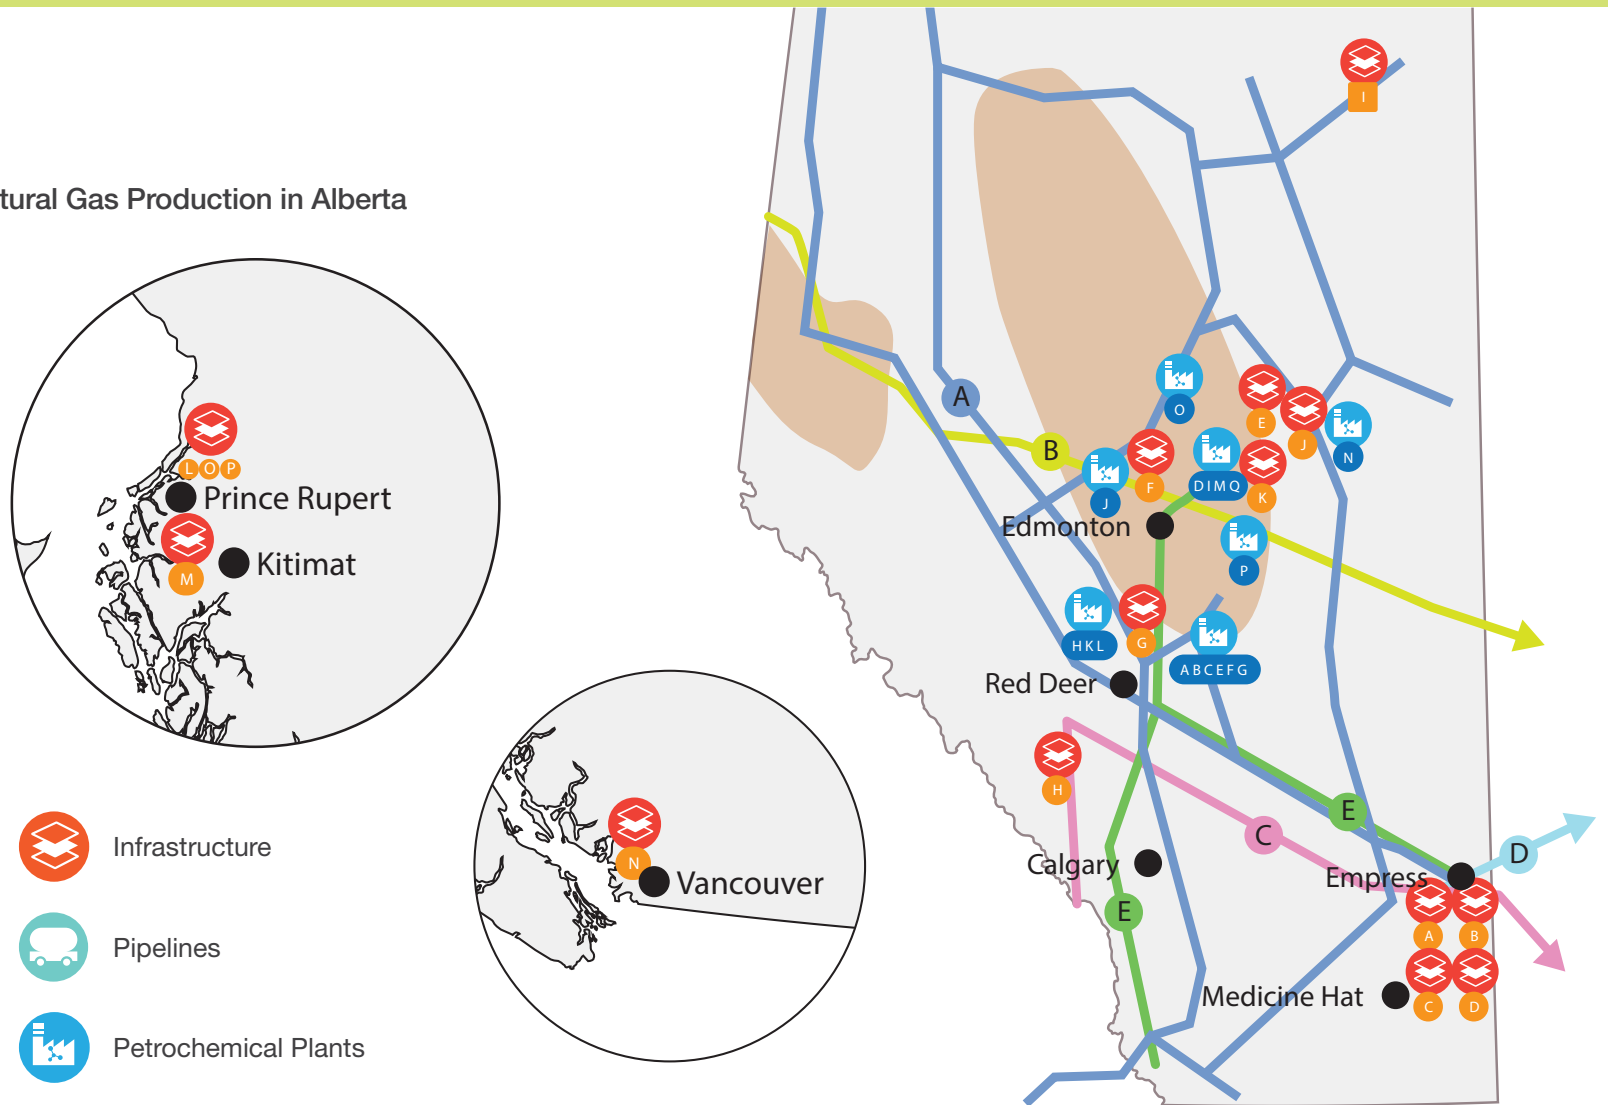 tural Gas Production in Alberta
I
A
B
O
E
J
N
F
J
DIMQ
K
Edmonton
P
HKL
G
ABCEFG
Red Deer
H
E
C
D
Calgary
Empress
E
A
B
Medicine Hat
C
D
L O P
Prince Rupert
Kitimat
M
N
Vancouver
Infrastructure
Pipelines
Petrochemical Plants